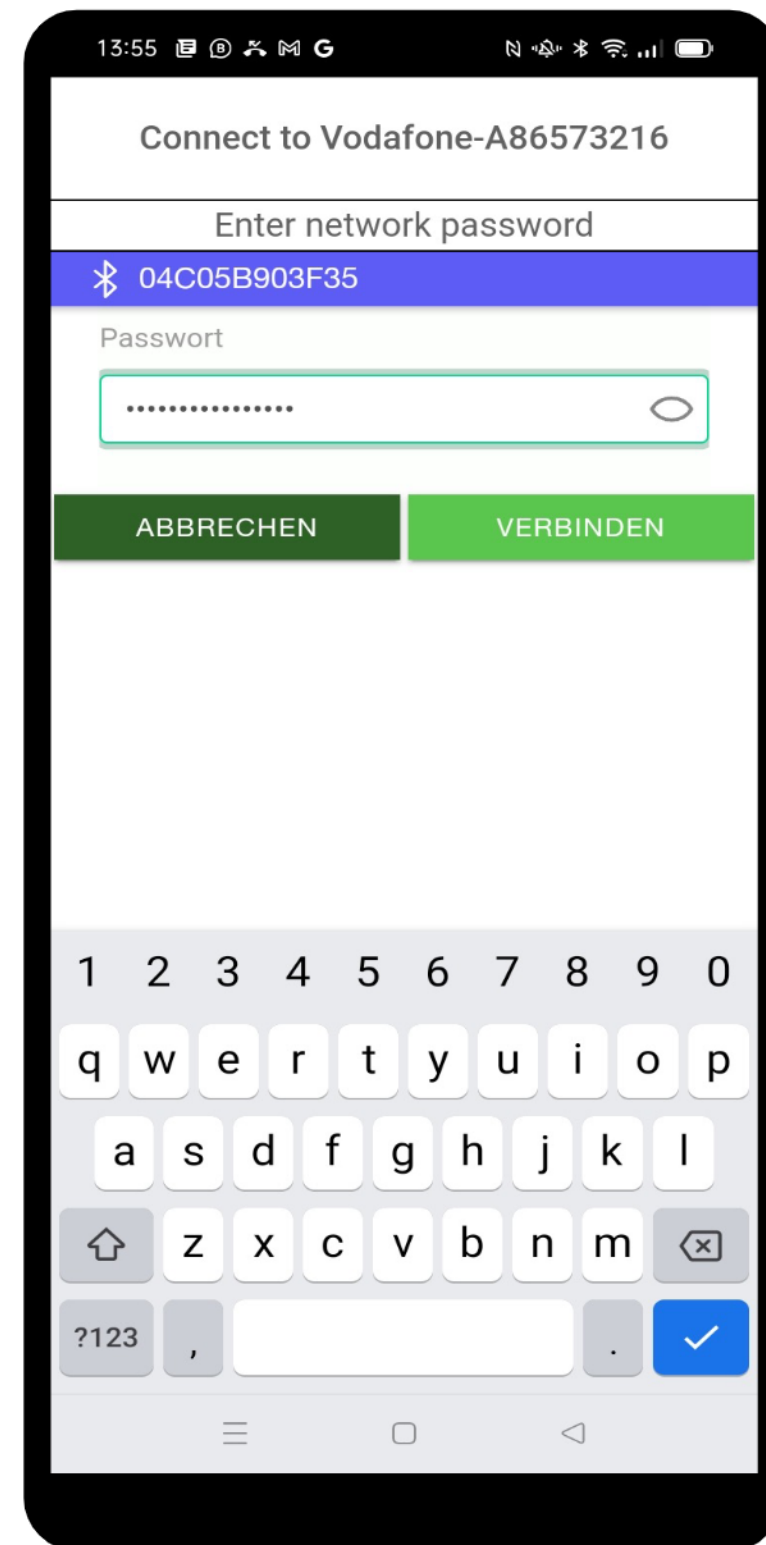 13:55
Connect to Vodafone-A86573216
Enter network password
04C05B903F35
Passwort
••••••••••••••••
ABBRECHEN VERBINDEN
1 2 3 4 5 6 7 8 9 0
q w e r t y u i o p
a s d f g h j k l
z x c v b n m
?123 , .